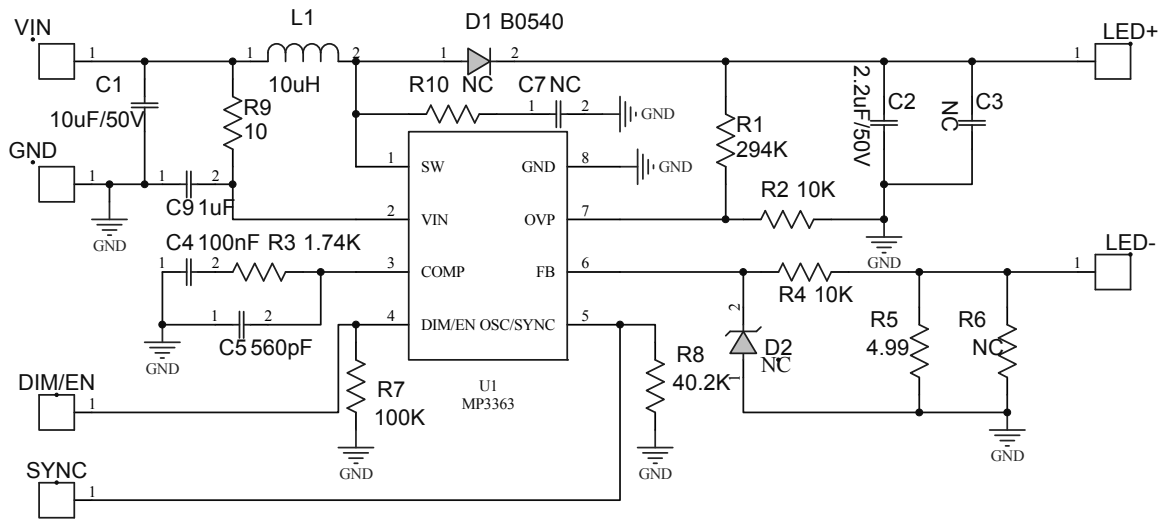 VIN
1
C1
10uF/50V
GND
1
GND
L1
1
2
10uH
R9
10
1
2
C9 1uF
D1 B0540
1
2
R10
NC
C7 NC
1
2
GND
LED+
1
2.2uF/50V
C2
C3
NC
R1
294K
R2 10K
GND
1
SW
GND
8
GND
2
VIN
OVP
7
3
COMP
FB
6
4
DIM/EN
OSC/SYNC
5
U1
MP3363
C4 100nF
R3 1.74K
1
2
1
2
C5 560pF
GND
R4 10K
LED-
1
2
D2
NC
1
R5
4.99
R6
NC
GND
R7
100K
GND
R8
40.2K
GND
DIM/EN
1
SYNC
1